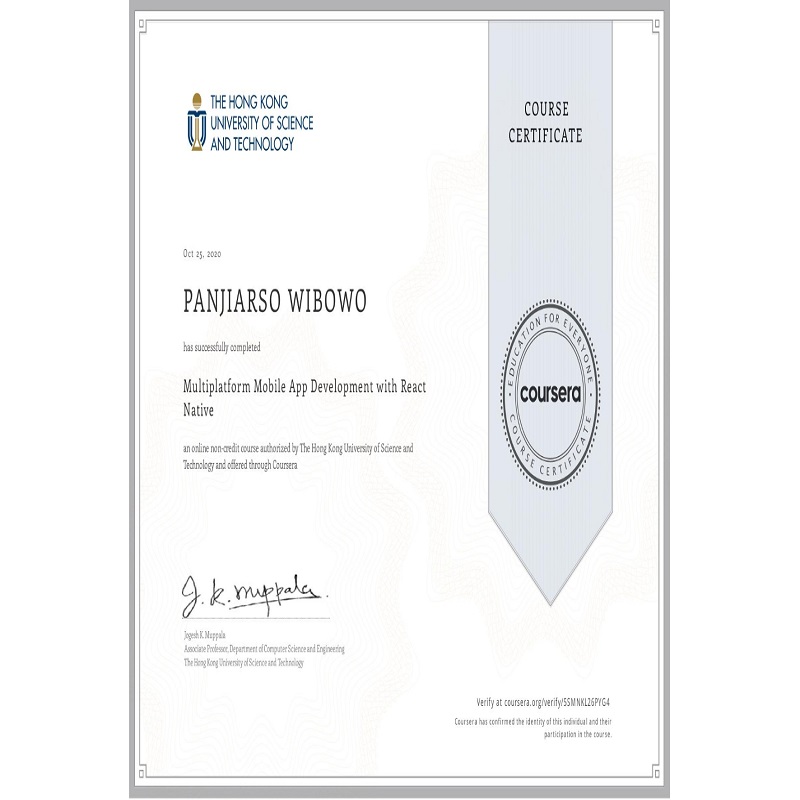 THE HONG KONG
UNIVERSITY OF SCIENCE
AND TECHNOLOGY
COURSE
CERTIFICATE
Oct 25, 2020
PANJIARSO WIBOWO
has successfully completed
Multiplatform Mobile App Development with React
Native
an online non-credit course authorized by The Hong Kong University of Science and
Technology and offered through Coursera
EDUCATION FOR EVERYONE
coursera
COURSE CERTIFICATE
J. K. Muppala
Jogesh K. Muppala
Associate Professor, Department of Computer Science and Engineering
The Hong Kong University of Science and Technology
Verify at coursera.org/verify/5SMNKL26PYG4
Coursera has confirmed the identity of this individual and their
participation in the course.